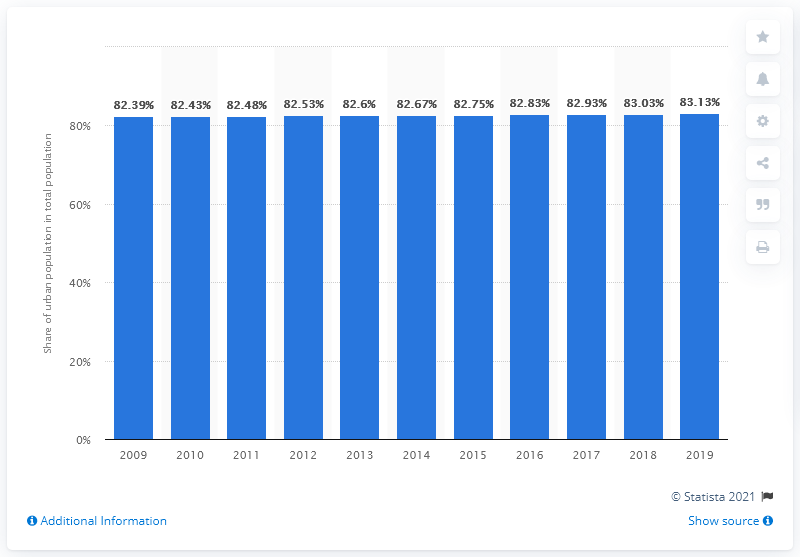 82.39% 82.43% 82.48% 82.53% 82.6% 82.67% 82.75% 82.83% 82.93% 83.03% 83.13%
Share of urban population in total population
80%
60%
40%
20%
0%
2009 2010 2011 2012 2013 2014 2015 2016 2017 2018 2019
© Statista 2021
Additional Information
Show source